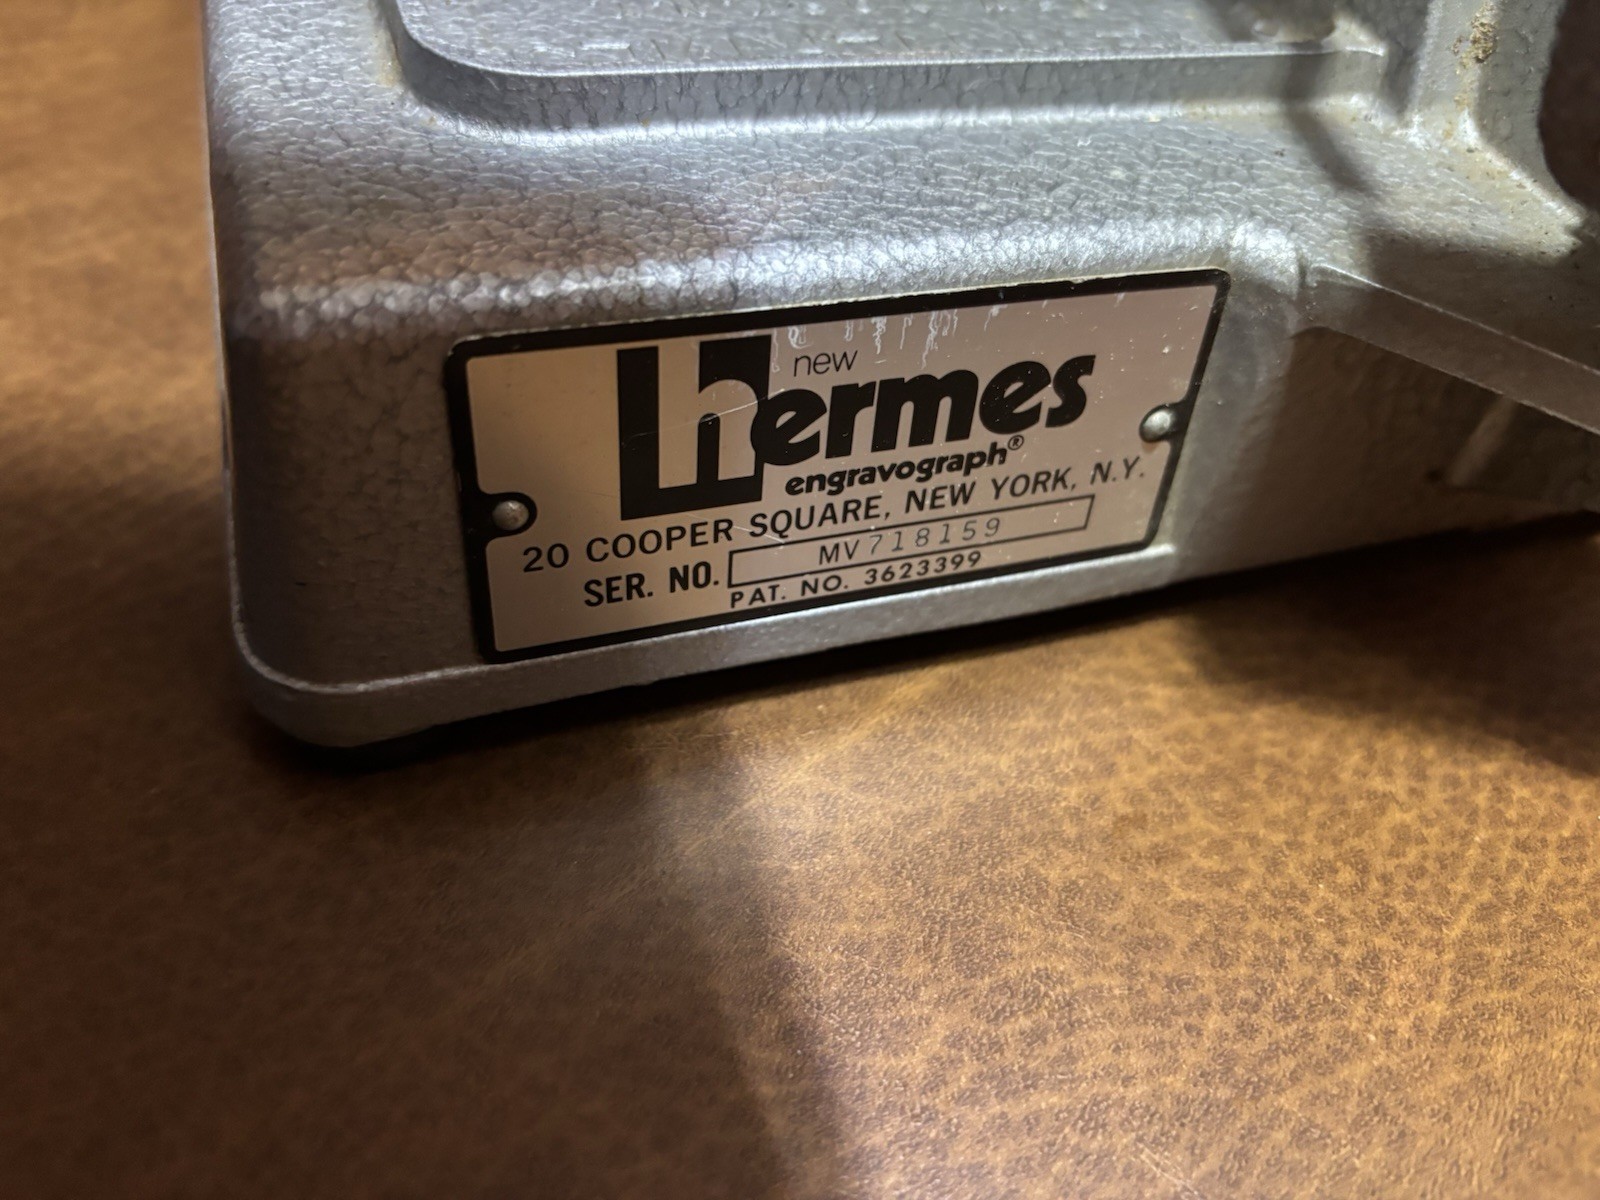 new
hermes
engravograph®
20 COOPER SQUARE, NEW YORK, N.Y.
SER. NO. MV718159
PAT. NO. 3623399